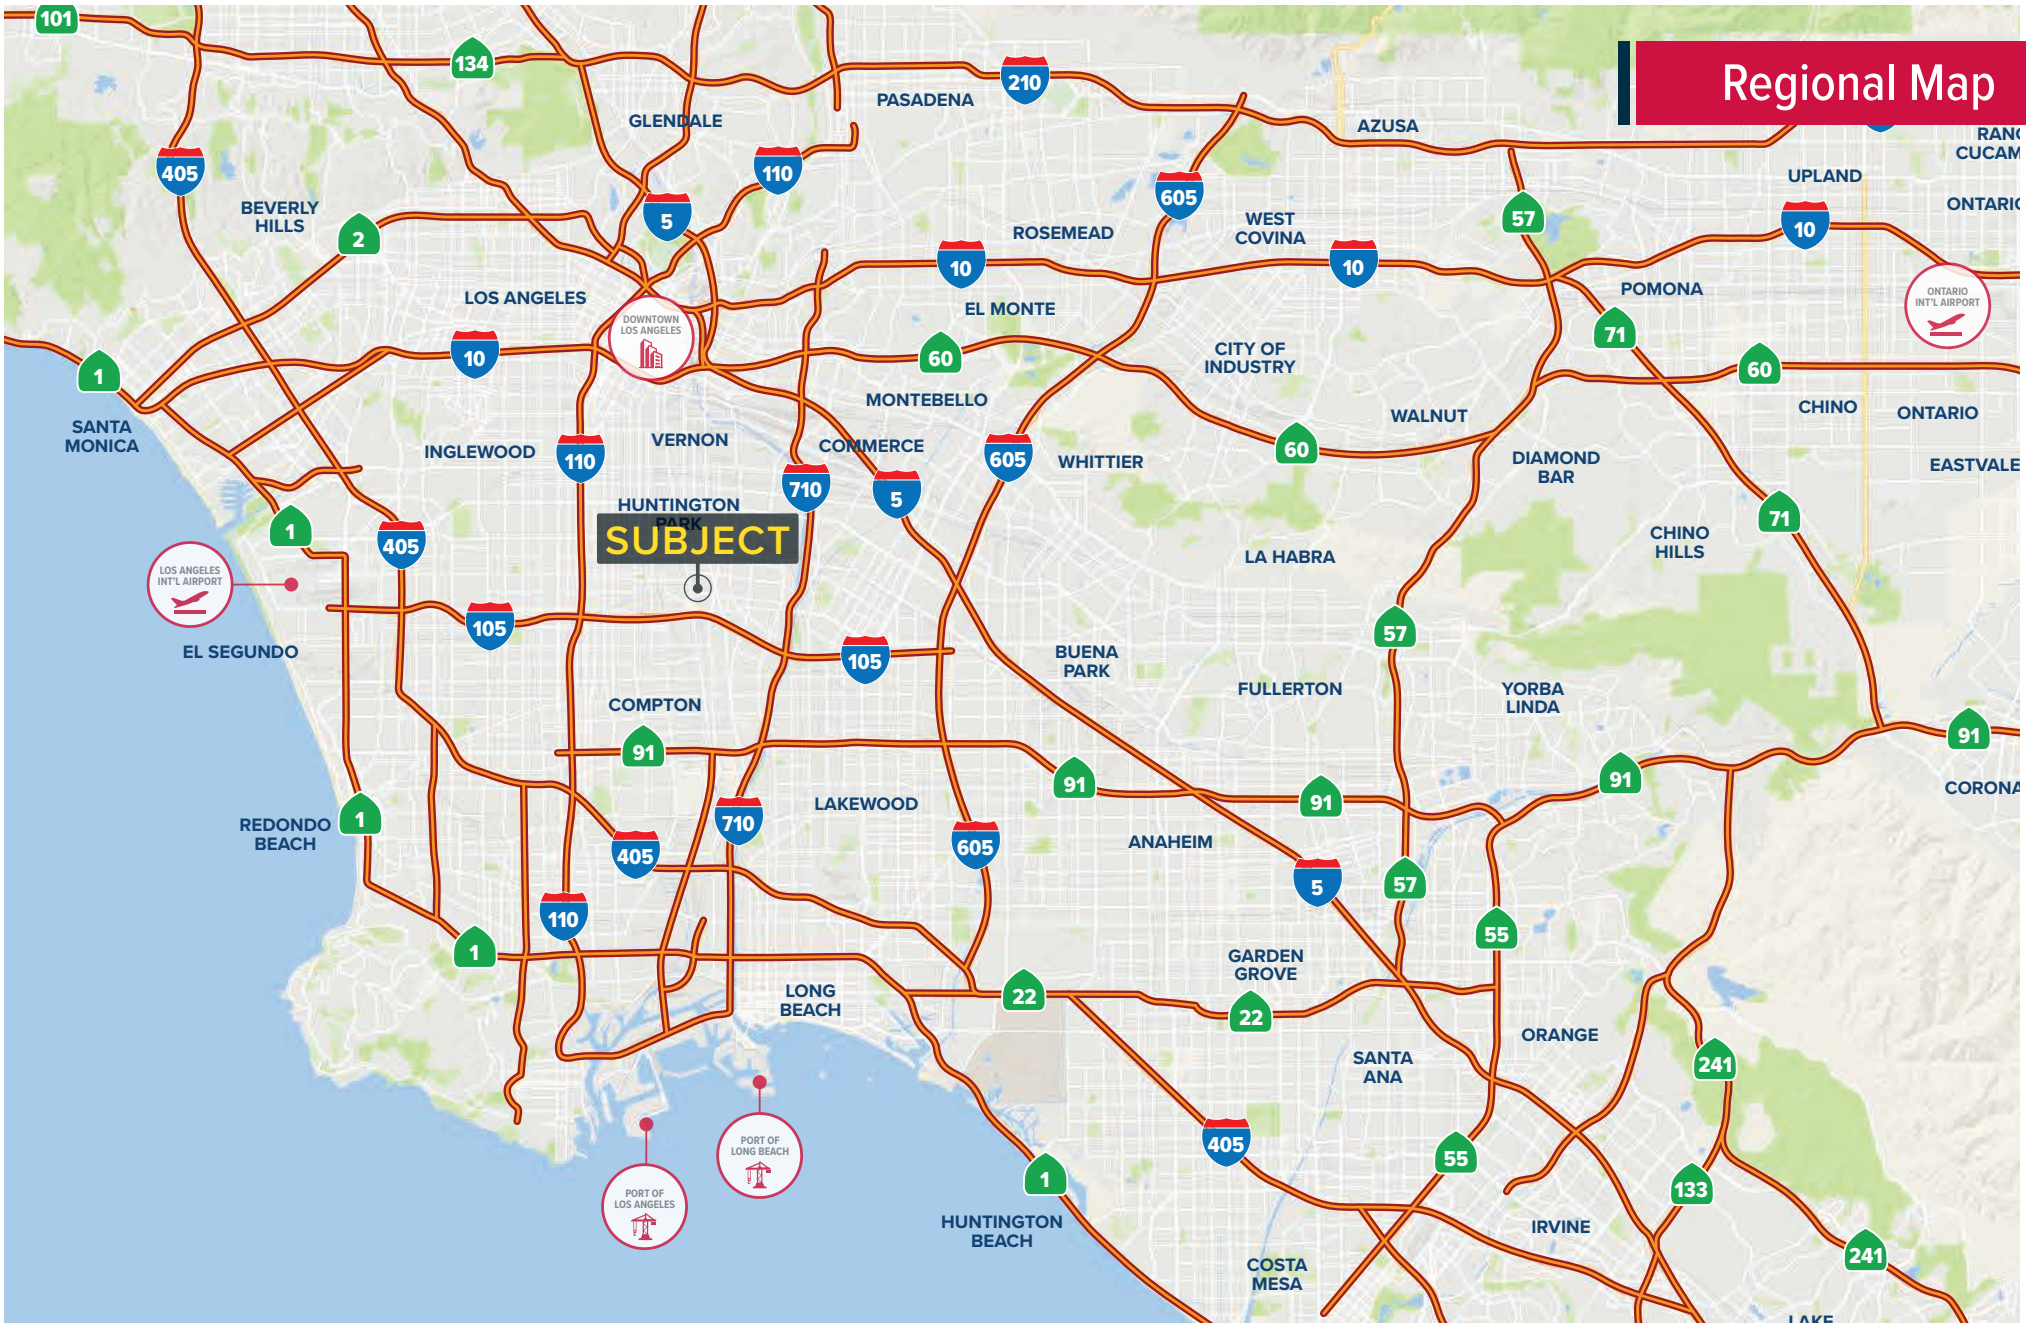 101
134
210
Regional Map
PASADENA
GLENDALE
AZUSA
RANC
CUCAM
405
110
605
UPLAND
BEVERLY
HILLS
2
5
57
ONTARIO
ROSEMEAD
WEST
COVINA
10
10
10
LOS ANGELES
EL MONTE
POMONA
ONTARIO
INT'L AIRPORT
DOWNTOWN
LOS ANGELES
10
60
71
60
CITY OF
INDUSTRY
1
MONTEBELLO
WALNUT
CHINO
ONTARIO
SANTA
MONICA
INGLEWOOD
110
VERNON
COMMERCE
605
WHITTIER
60
DIAMOND
BAR
EASTVALE
710
5
HUNTINGTON
PARK
SUBJECT
71
1
405
CHINO
HILLS
LA HABRA
LOS ANGELES
INT'L AIRPORT
105
57
EL SEGUNDO
105
BUENA
PARK
FULLERTON
YORBA
LINDA
COMPTON
91
91
91
91
91
CORONA
1
710
LAKEWOOD
REDONDO
BEACH
405
605
ANAHEIM
5
57
110
55
1
GARDEN
GROVE
22
22
LONG
BEACH
ORANGE
SANTA
ANA
241
405
55
PORT OF
LONG BEACH
1
133
PORT OF
LOS ANGELES
HUNTINGTON
BEACH
IRVINE
241
COSTA
MESA
LAKE